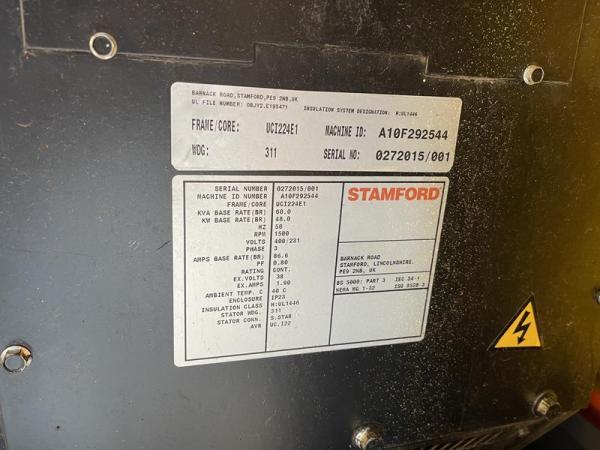 BARNACK ROAD,STAMFORD,PE9 2NB,UK
UL FILE NUMBER: OBJY2.E195471 INSULATION SYSTEM DESIGNATION: H:UL1446
FRAME/CORE: UCI224E1 MACHINE ID: A10F292544
WDG: 311 SERIAL NO: 0272015/001
SERIAL NUMBER 0272015/001
MACHINE ID NUMBER A10F292544
FRAME/CORE UCI224E1
KVA BASE RATE(BR) 60.0
KW BASE RATE(BR) 48.0
HZ 50
RPM 1500
VOLTS 400/231
PHASE 3
AMPS BASE RATE(BR) 86.6
PF 0.80
RATING CONT.
EX.VOLTS 38
EX.AMPS 1.90
AMBIENT TEMP. C 40 C
ENCLOSURE IP23
INSULATION CLASS H:UL1446
STATOR WDG. 311
STATOR CONN. S.STAR
AVR
STAMFORD
BARNACK ROAD
STAMFORD, LINCOLNSHIRE.
PE9 2NB, UK
BS 5000: PART 3 IEC 34-1
NEMA MG 1-32 ISO 8528-3